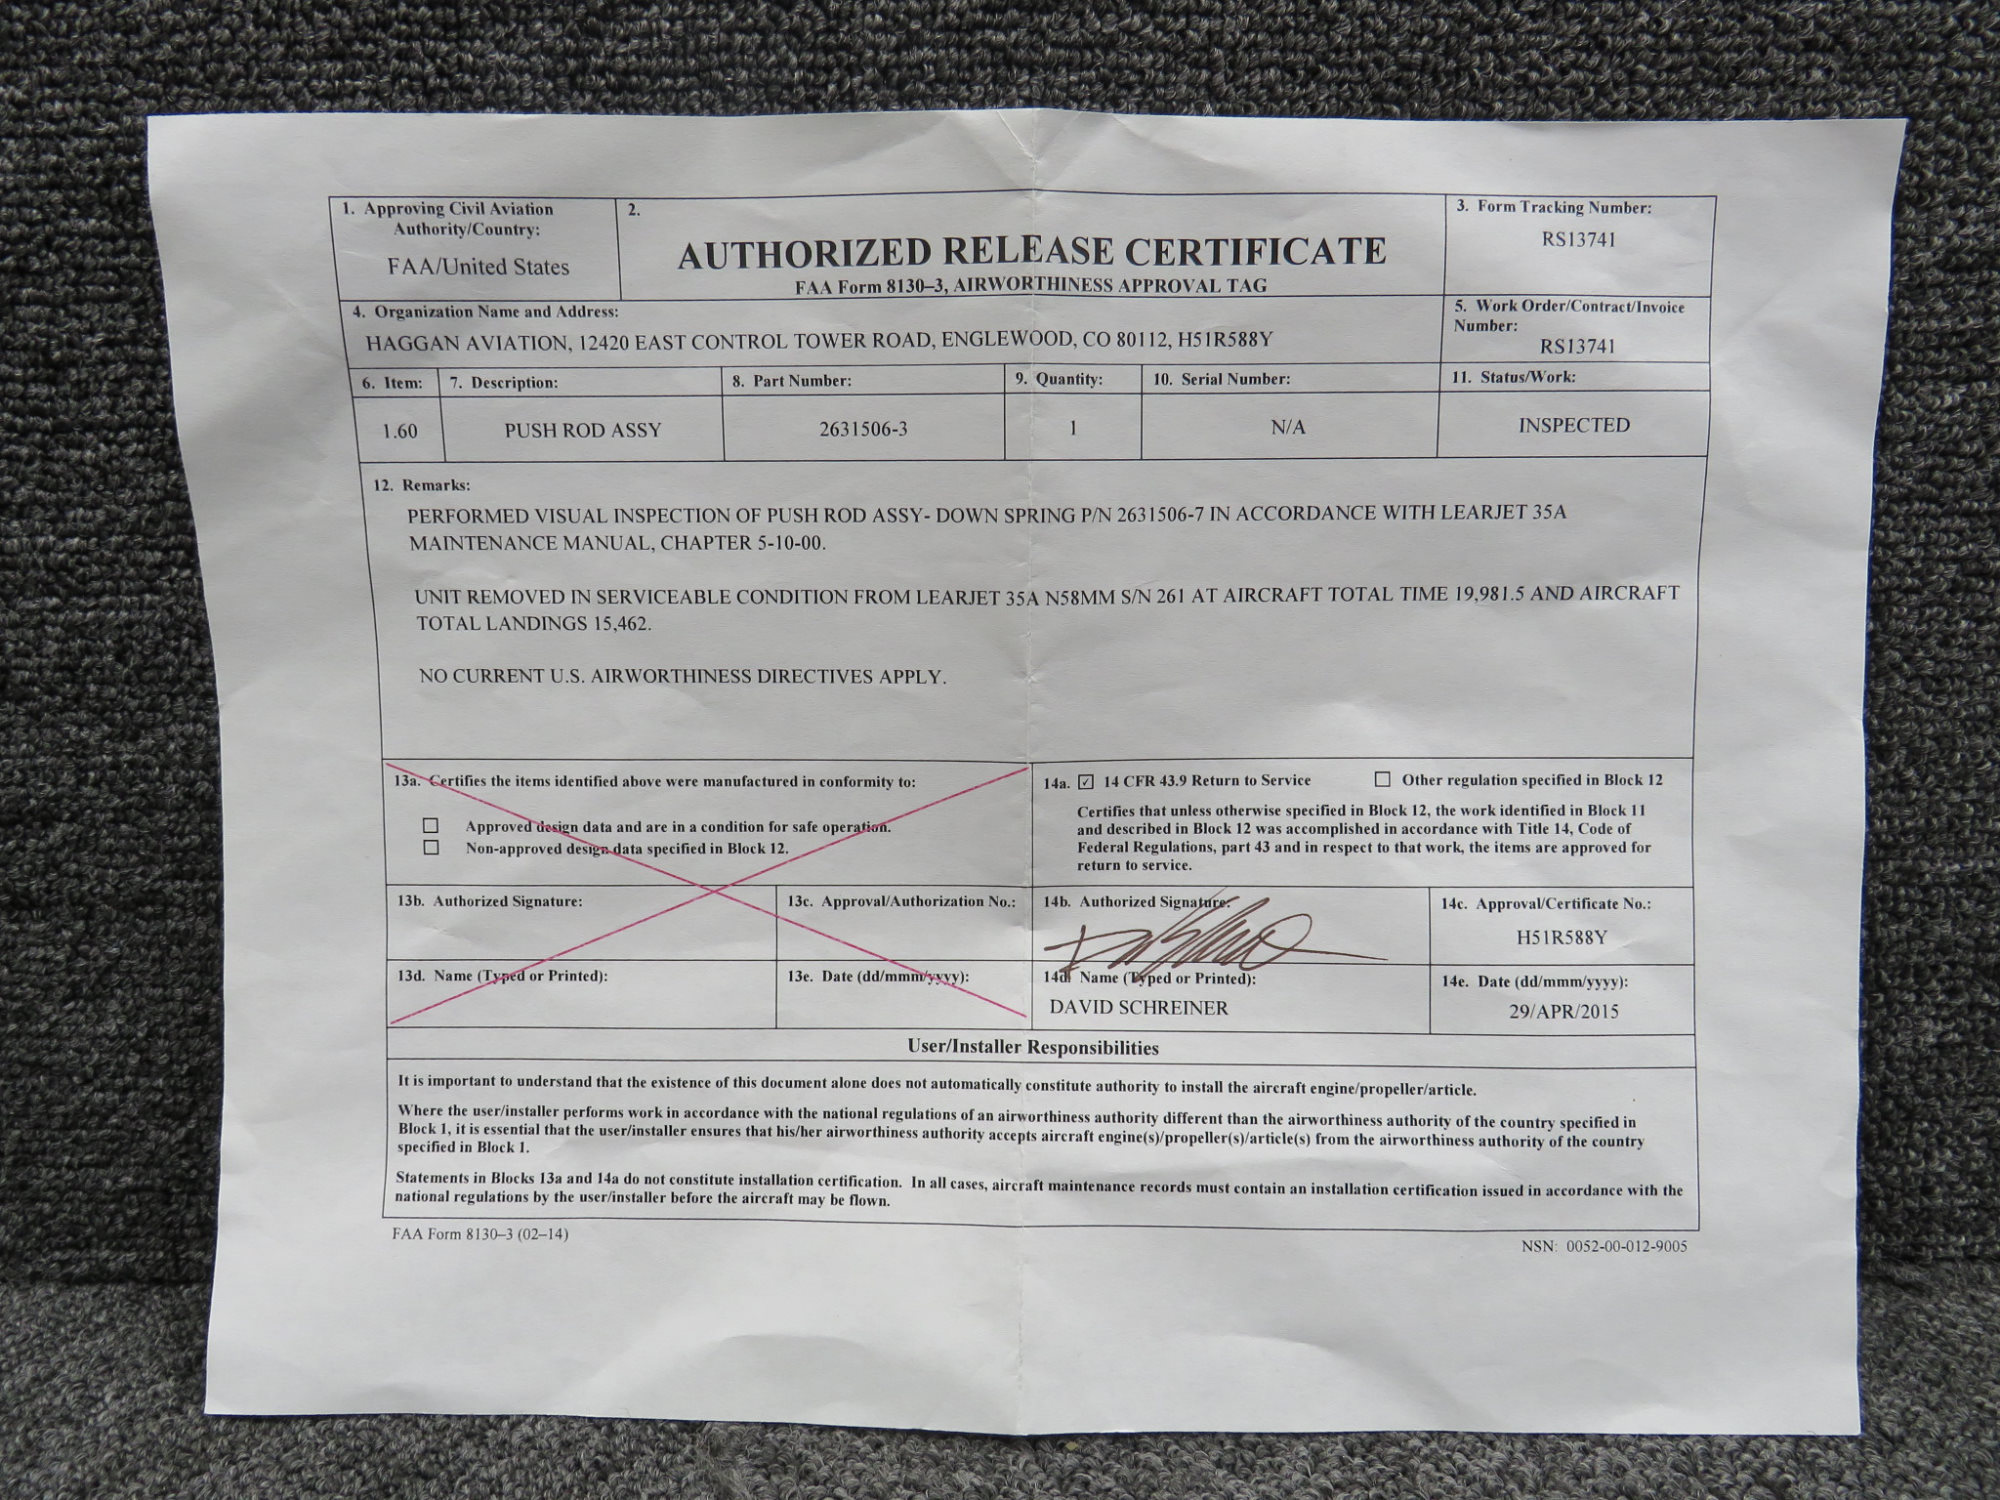 1. Approving Civil Aviation
Authority/Country:
FAA/United States
2.
AUTHORIZED RELEASE CERTIFICATE
FAA Form 8130–3, AIRWORTHINESS APPROVAL TAG
3. Form Tracking Number:
RS13741
4. Organization Name and Address:
HAGGAN AVIATION, 12420 EAST CONTROL TOWER ROAD, ENGLEWOOD, CO 80112, H51R588Y
5. Work Order/Contract/Invoice
Number:
RS13741
6. Item: 7. Description: 8. Part Number: 9. Quantity: 10. Serial Number: 11. Status/Work:
1.60 PUSH ROD ASSY 2631506-3 1 N/A INSPECTED
12. Remarks:
PERFORMED VISUAL INSPECTION OF PUSH ROD ASSY- DOWN SPRING P/N 2631506-7 IN ACCORDANCE WITH LEARJET 35A
MAINTENANCE MANUAL, CHAPTER 5-10-00.
UNIT REMOVED IN SERVICEABLE CONDITION FROM LEARJET 35A N58MM S/N 261 AT AIRCRAFT TOTAL TIME 19,981.5 AND AIRCRAFT
TOTAL LANDINGS 15,462.
NO CURRENT U.S. AIRWORTHINESS DIRECTIVES APPLY.
13a. Certifies the items identified above were manufactured in conformity to:
Approved design data and are in a condition for safe operation.
Non-approved design data specified in Block 12.
14a. ☑ 14 CFR 43.9 Return to Service ☐ Other regulation specified in Block 12
Certifies that unless otherwise specified in Block 12, the work identified in Block 11
and described in Block 12 was accomplished in accordance with Title 14, Code of
Federal Regulations, part 43 and in respect to that work, the items are approved for
return to service.
13b. Authorized Signature:
13c. Approval/Authorization No.:
14b. Authorized Signature:
14c. Approval/Certificate No.:
H51R588Y
13d. Name (Typed or Printed):
13e. Date (dd/mmm/yyyy):
14d. Name (Typed or Printed):
DAVID SCHREINER
14e. Date (dd/mmm/yyyy):
29/APR/2015
User/Installer Responsibilities
It is important to understand that the existence of this document alone does not automatically constitute authority to install the aircraft engine/propeller/article.
Where the user/installer performs work in accordance with the national regulations of an airworthiness authority different than the airworthiness authority of the country specified in
Block 1, it is essential that the user/installer ensures that his/her airworthiness authority accepts aircraft engine(s)/propeller(s)/article(s) from the airworthiness authority of the country
specified in Block 1.
Statements in Blocks 13a and 14a do not constitute installation certification. In all cases, aircraft maintenance records must contain an installation certification issued in accordance with the
national regulations by the user/installer before the aircraft may be flown.
FAA Form 8130–3 (02–14)
NSN: 0052-00-012-9005